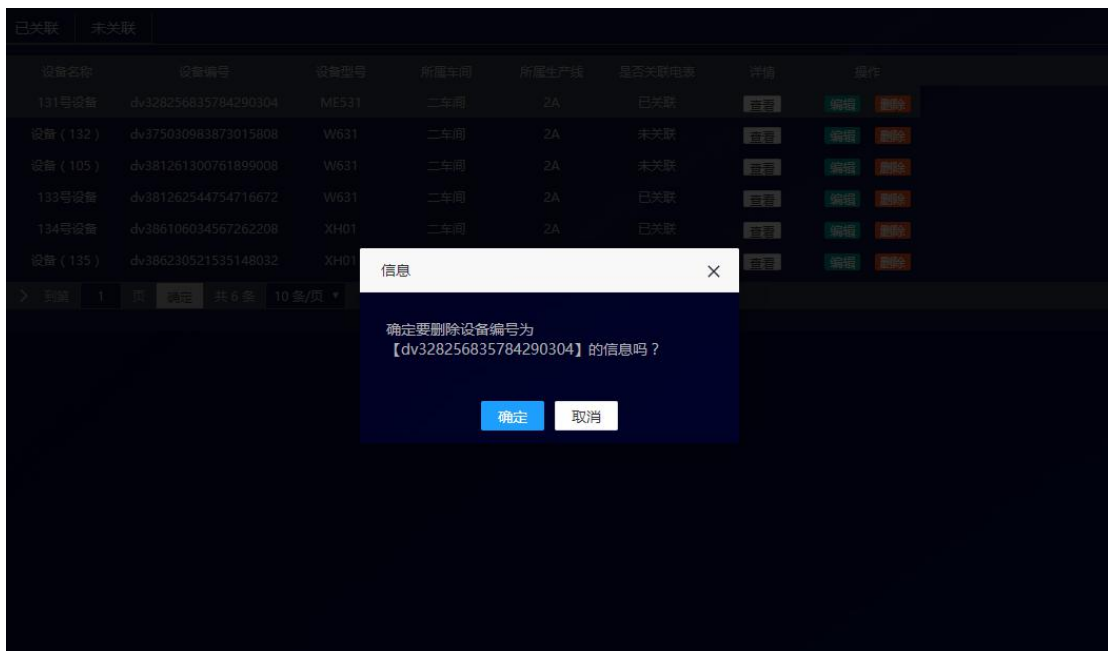 已关联 未关联
设备名称 设备编号 设备型号 所属车间 所属生产线 是否关联电表 详情 操作
131号设备 dv328256835784290304 ME531 二车间 2A 已关联 查看 编辑 删除
设备（132） dv375030983873015808 W631 二车间 2A 未关联 查看 编辑 删除
设备（105） dv381261300761899008 W631 二车间 2A 未关联 查看 编辑 删除
133号设备 dv381262544754716672 W631 二车间 2A 已关联 查看 编辑 删除
134号设备 dv386106034567262208 XH01 二车间 2A 已关联 查看 编辑 删除
设备（135） dv386230521535148032 XH01 查看 编辑 删除
> 到第 1 页 确定 共6条 10条/页
信息
确定要删除设备编号为
【dv328256835784290304】的信息吗？
确定 取消